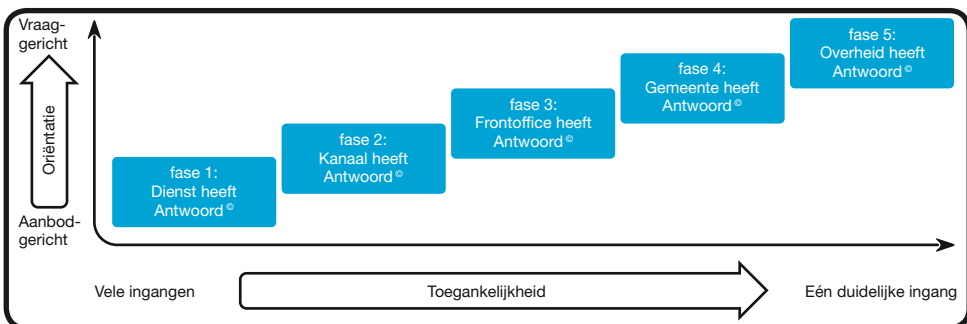 Vraag-
gericht
Oriëntatie
Aanbod-
gericht
fase 1:
Dienst heeft
Antwoord ©
fase 2:
Kanaal heeft
Antwoord ©
fase 3:
Frontoffice heeft
Antwoord ©
fase 4:
Gemeente heeft
Antwoord ©
fase 5:
Overheid heeft
Antwoord ©
Vele ingangen
Toegankelijkheid
Eén duidelijke ingang